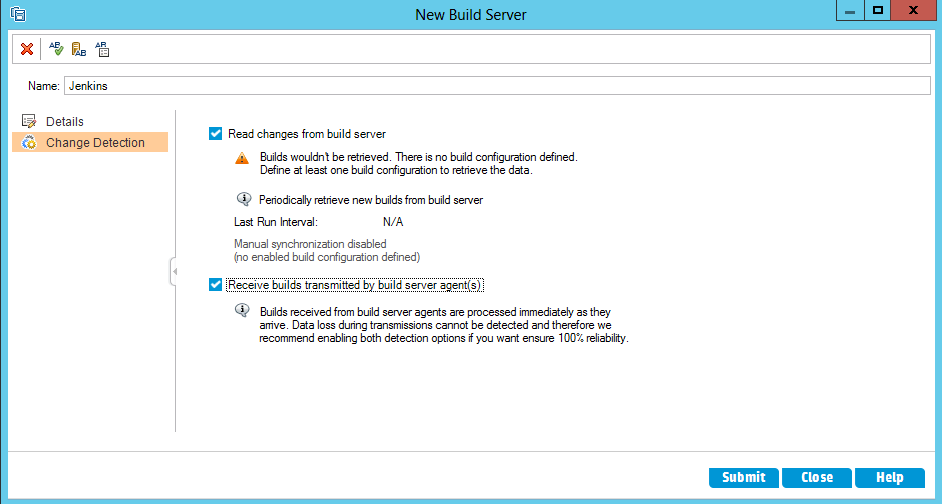 New Build Server
Name: Jenkins
Details
Change Detection
Read changes from build server
Builds wouldn't be retrieved. There is no build configuration defined.
Define at least one build configuration to retrieve the data.
Periodically retrieve new builds from build server
Last Run Interval: N/A
Manual synchronization disabled
(no enabled build configuration defined)
Receive builds transmitted by build server agent(s)
Builds received from build server agents are processed immediately as they
arrive. Data loss during transmissions cannot be detected and therefore we
recommend enabling both detection options if you want ensure 100% reliability.
Submit Close Help